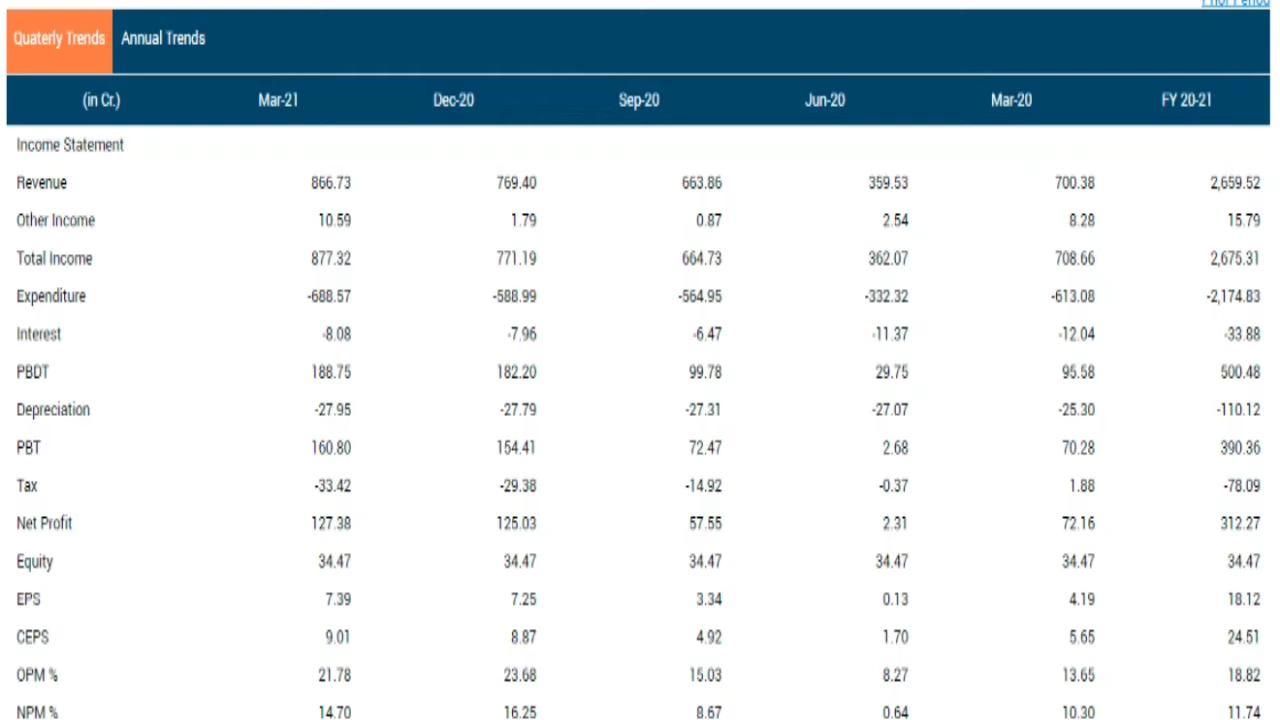 Prior Period
Quaterly Trends Annual Trends
(in Cr.) Mar-21 Dec-20 Sep-20 Jun-20 Mar-20 FY 20-21
Income Statement
Revenue 866.73 769.40 663.86 359.53 700.38 2,659.52
Other Income 10.59 1.79 0.87 2.54 8.28 15.79
Total Income 877.32 771.19 664.73 362.07 708.66 2,675.31
Expenditure -688.57 -588.99 -564.95 -332.32 -613.08 -2,174.83
Interest -8.08 -7.96 -6.47 -11.37 -12.04 -33.88
PBDT 188.75 182.20 99.78 29.75 95.58 500.48
Depreciation -27.95 -27.79 -27.31 -27.07 -25.30 -110.12
PBT 160.80 154.41 72.47 2.68 70.28 390.36
Tax -33.42 -29.38 -14.92 -0.37 1.88 -78.09
Net Profit 127.38 125.03 57.55 2.31 72.16 312.27
Equity 34.47 34.47 34.47 34.47 34.47 34.47
EPS 7.39 7.25 3.34 0.13 4.19 18.12
CEPS 9.01 8.87 4.92 1.70 5.65 24.51
OPM % 21.78 23.68 15.03 8.27 13.65 18.82
NPM % 14.70 16.25 8.67 0.64 10.30 11.74